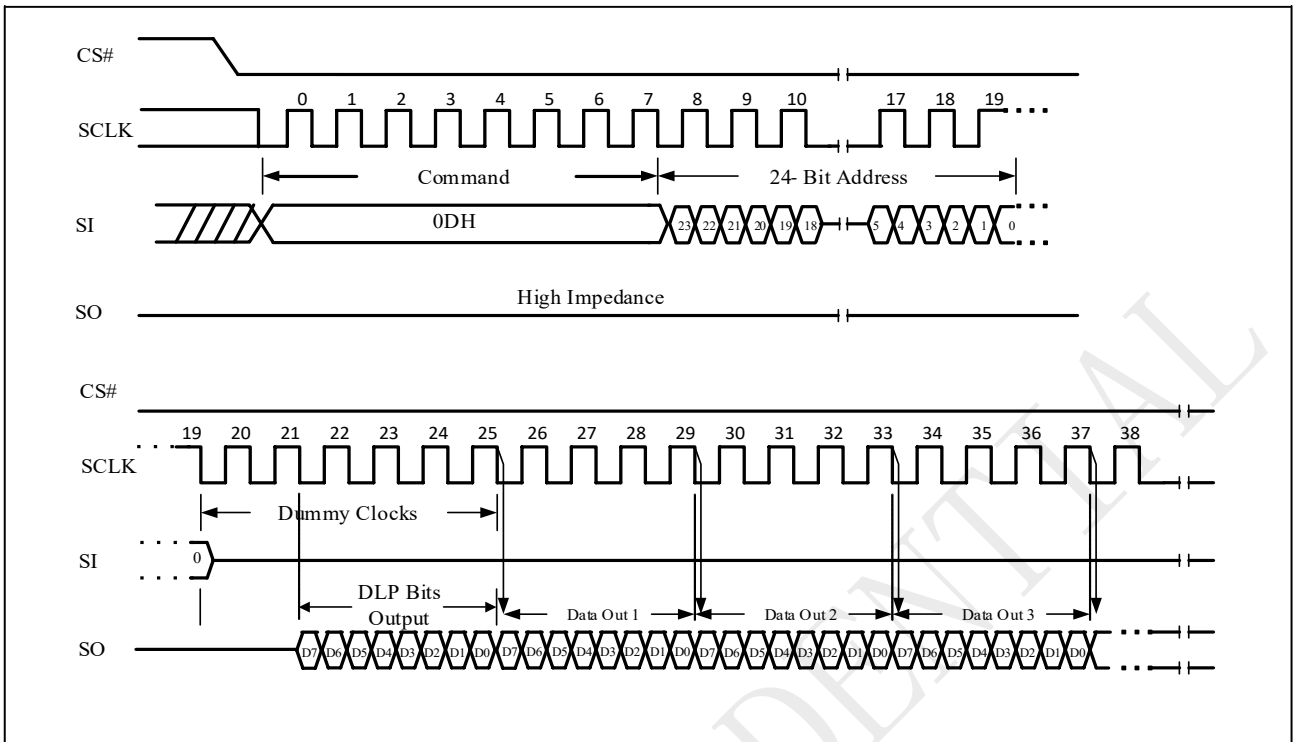 CS#
0 1 2 3 4 5 6 7 8 9 10 17 18 19
SCLK
Command 24- Bit Address
SI 0DH 23 22 21 20 19 18 5 4 3 2 1 0
High Impedance
SO
CS#
19 20 21 22 23 24 25 26 27 28 29 30 31 32 33 34 35 36 37 38
SCLK
Dummy Clocks
SI 0
DLP Bits
Output Data Out 1 Data Out 2 Data Out 3
SO D7 D6 D5 D4 D3 D2 D1 D0 D7 D6 D5 D4 D3 D2 D1 D0 D7 D6 D5 D4 D3 D2 D1 D0 D7 D6 D5 D4 D3 D2 D1 D0
DENTIAL